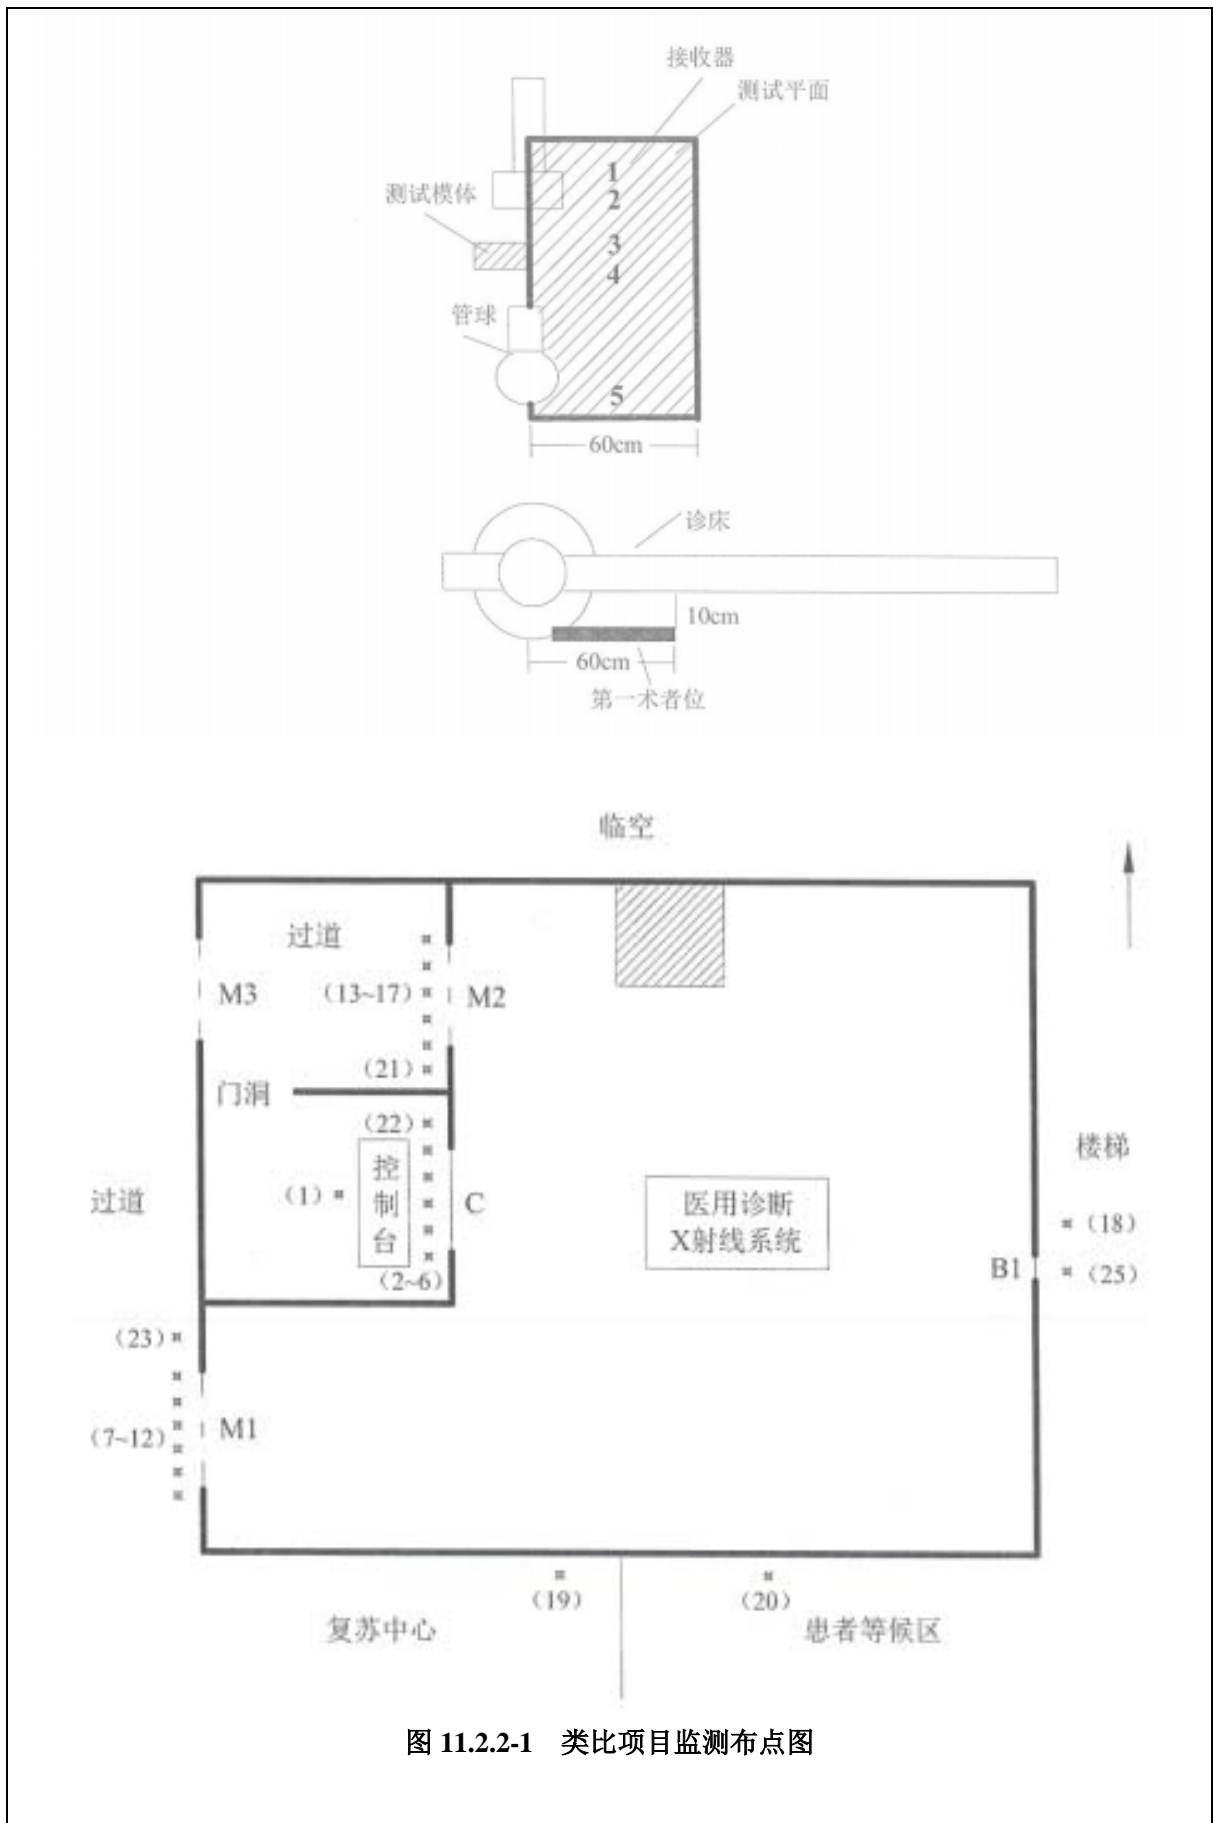 接收器
测试平面
1
测试模体
2
3
4
管球
5
60cm
诊床
10cm
60cm
第一术者位
临空
过道
M3
(13~17)
M2
(21)
门洞
(22)
楼梯
控
制
台
过道
(1)
C
医用诊断
X射线系统
(18)
B1
(25)
(2~6)
(23)
(7~12)
M1
(19)
(20)
复苏中心
患者等候区
图 11.2.2-1 类比项目监测布点图